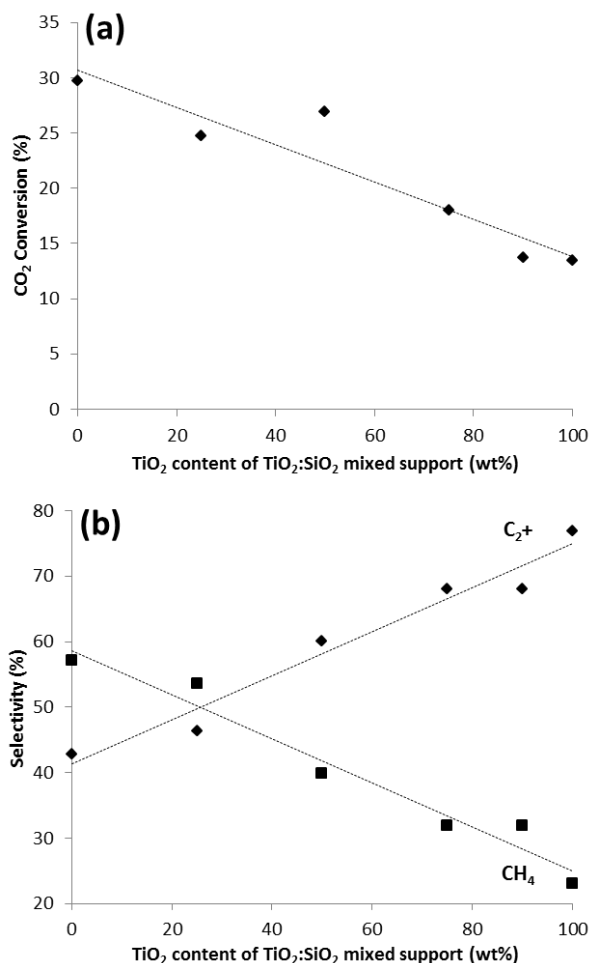 (a)
35
30
25
20
15
10
5
0
CO₂ Conversion (%)
0 20 40 60 80 100
TiO₂ content of TiO₂:SiO₂ mixed support (wt%)
(b)
80
70
60
50
40
30
20
Selectivity (%)
C₂+
CH₄
0 20 40 60 80 100
TiO₂ content of TiO₂:SiO₂ mixed support (wt%)